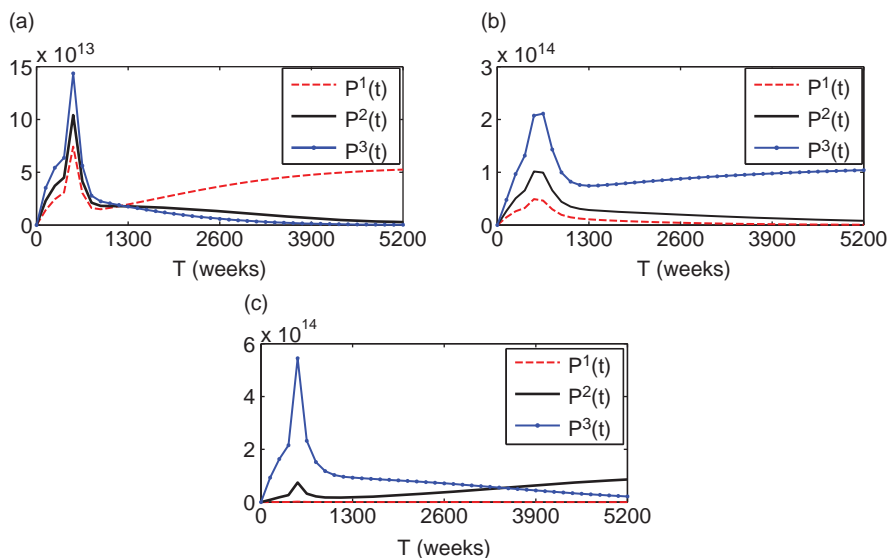 (a)
x 10^13
15
10
5
0
0 1300 2600 3900 5200
T (weeks)
P^1(t)
P^2(t)
P^3(t)
(b)
x 10^14
3
2
1
0
0 1300 2600 3900 5200
T (weeks)
P^1(t)
P^2(t)
P^3(t)
(c)
x 10^14
6
4
2
0
0 1300 2600 3900 5200
T (weeks)
P^1(t)
P^2(t)
P^3(t)